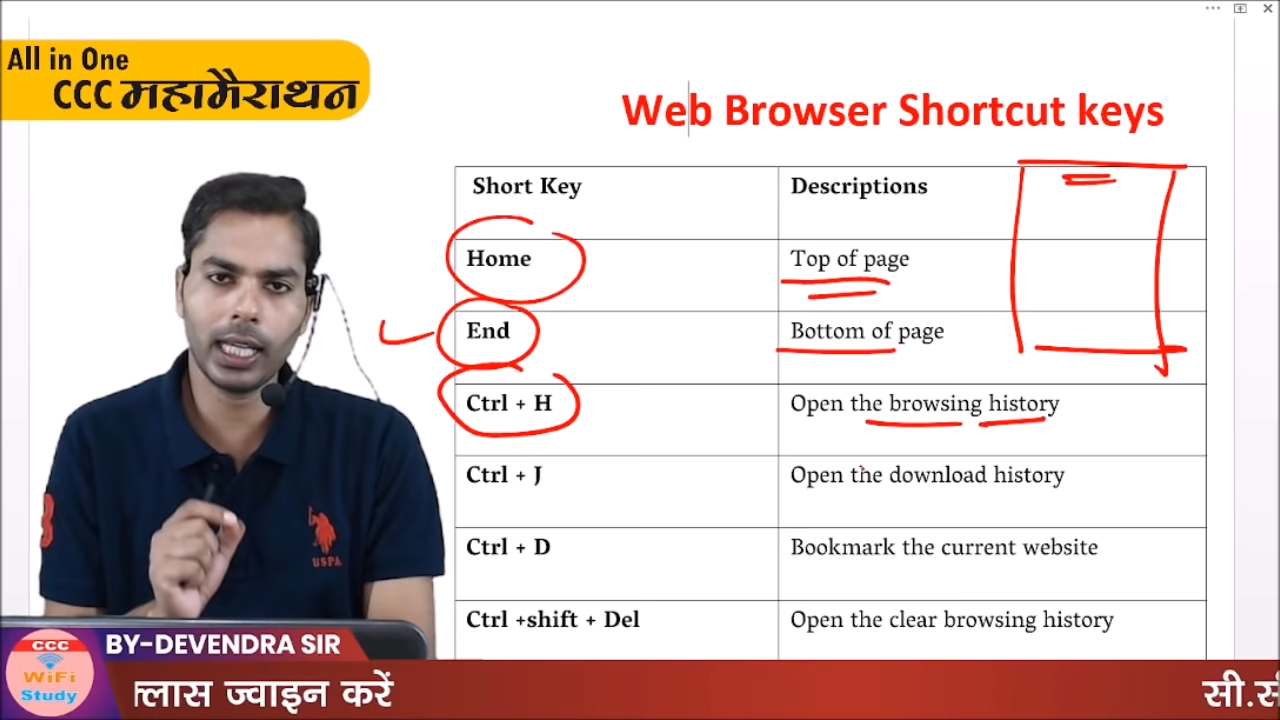 All in One
CCC महामैराथन
Web Browser Shortcut keys
Short Key Descriptions
Home Top of page
End Bottom of page
Ctrl + H Open the browsing history
Ctrl + J Open the download history
Ctrl + D Bookmark the current website
Ctrl +shift + Del Open the clear browsing history
USPA
3
BY-DEVENDRA SIR
CCC
WiFi
Study
क्लास ज्वाइन करें